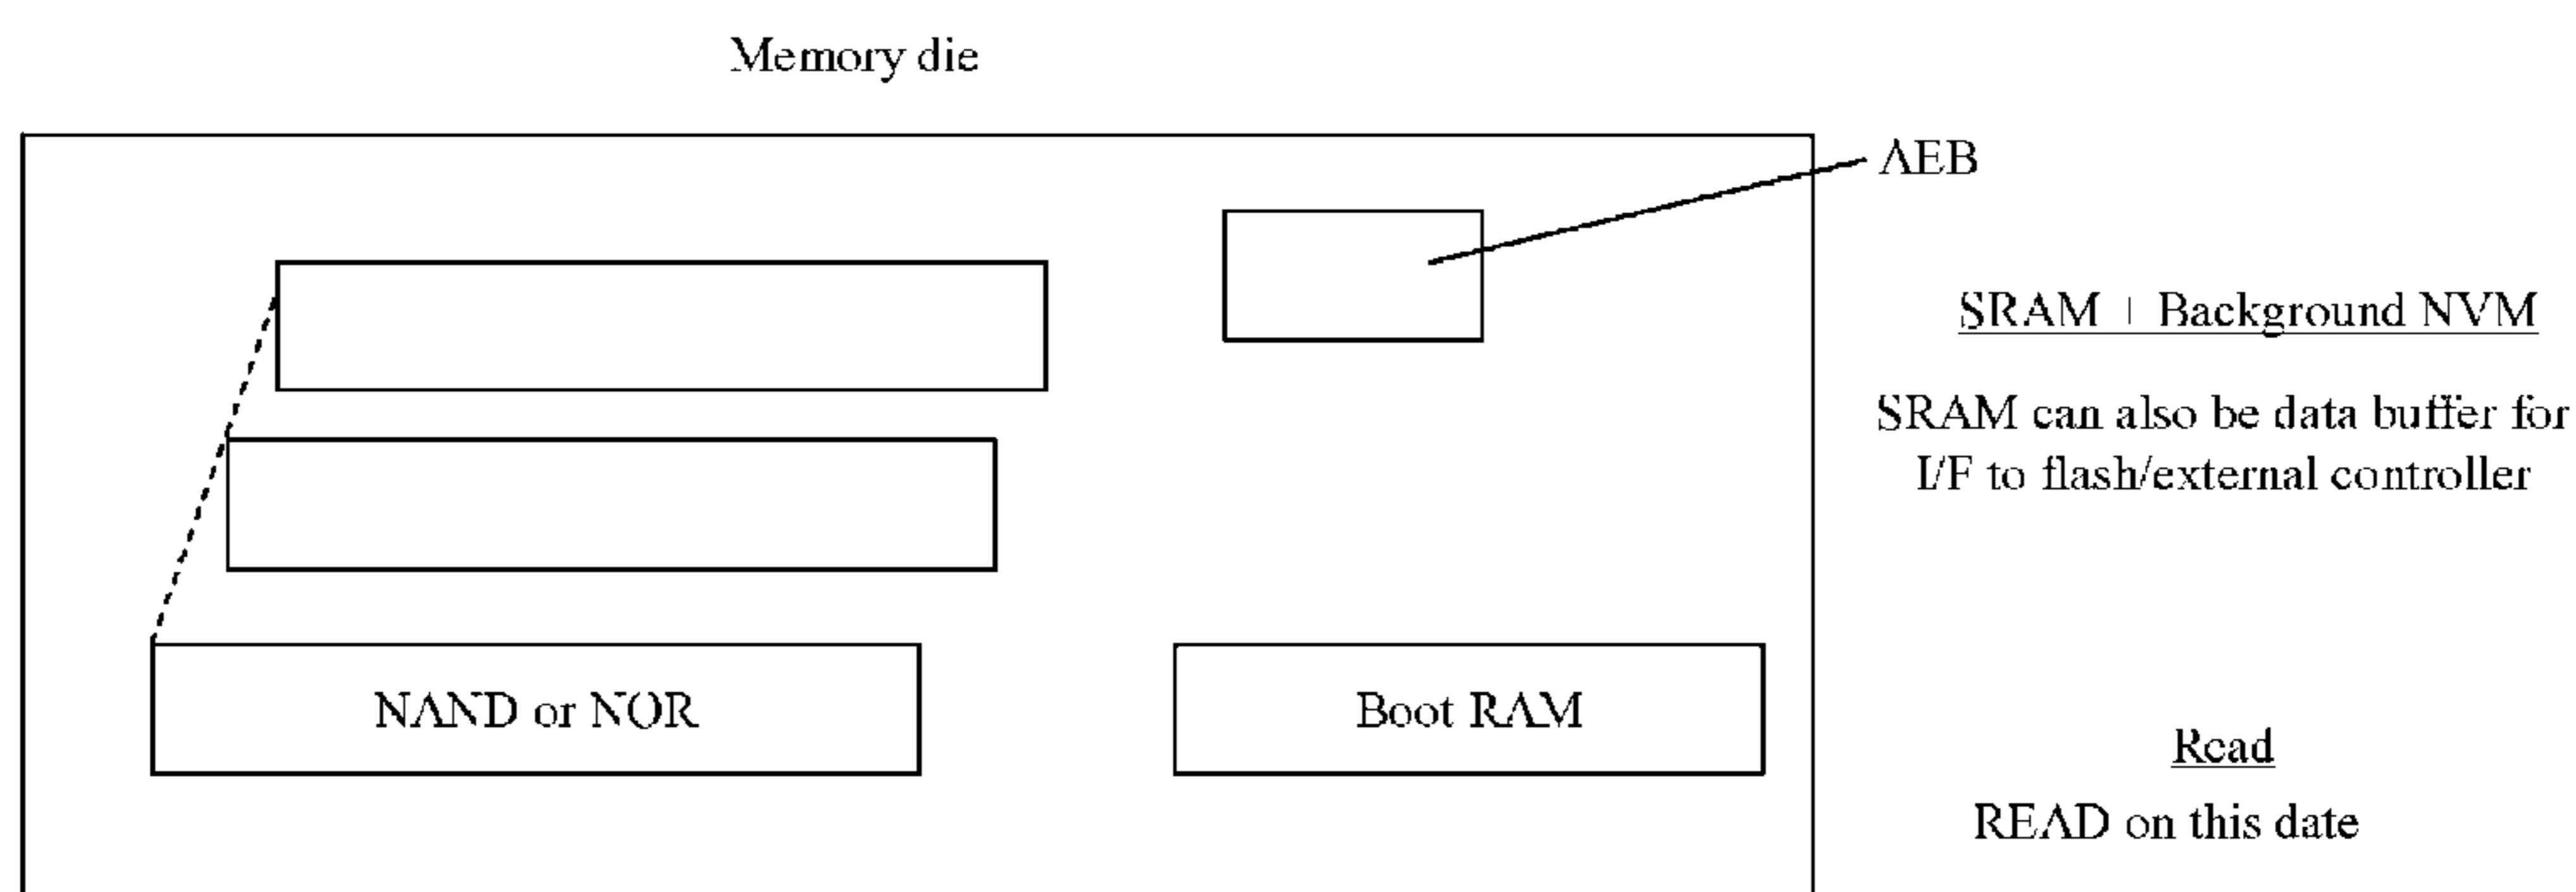 Memory die
AEB
SRAM + Background NVM
SRAM can also be data buffer for
I/F to flash/external controller
NAND or NOR
Boot RAM
Read
READ on this date